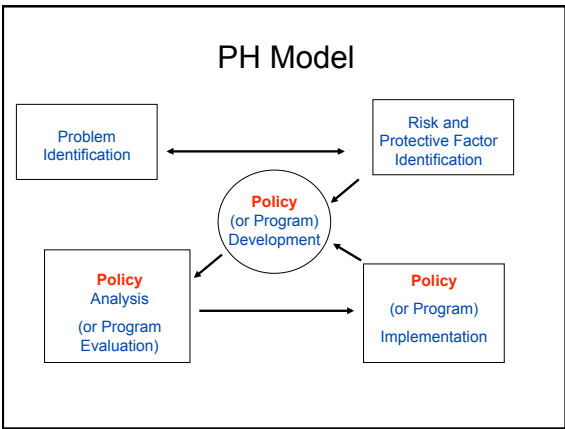 PH Model
Problem
Identification
Risk and
Protective Factor
Identification
Policy
(or Program)
Development
Policy
Analysis
(or Program
Evaluation)
Policy
(or Program)
Implementation